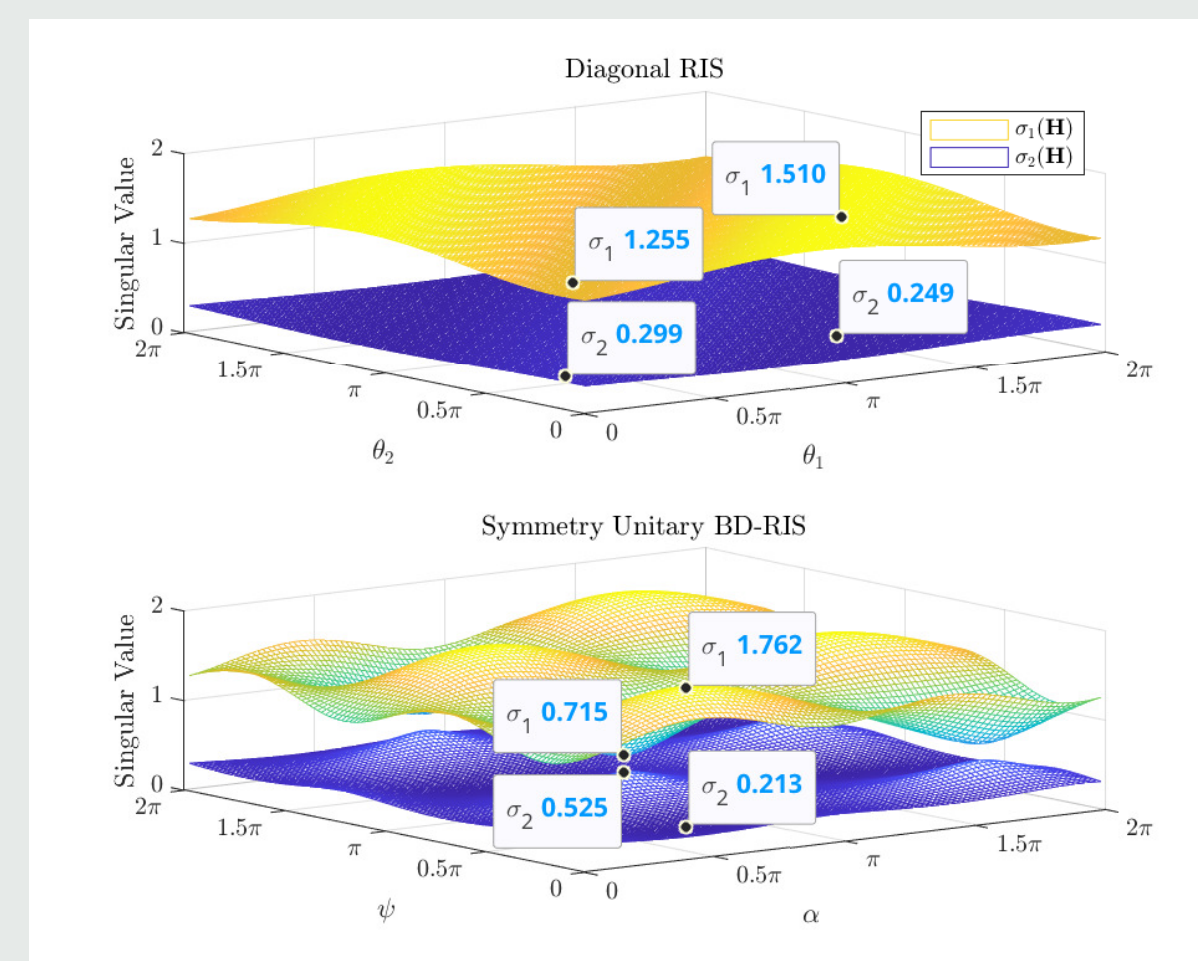 Diagonal RIS
σ₁(𝐇)
σ₂(𝐇)
σ₁ 1.510
σ₁ 1.255
σ₂ 0.249
σ₂ 0.299
Singular Value
2
1
0
2π
1.5π
π
0.5π
0
θ₂
0
0.5π
π
1.5π
2π
θ₁
Symmetry Unitary BD-RIS
σ₁ 1.762
σ₁ 0.715
σ₂ 0.213
σ₂ 0.525
Singular Value
2
1
0
2π
1.5π
π
0.5π
0
ψ
0
0.5π
π
1.5π
2π
α